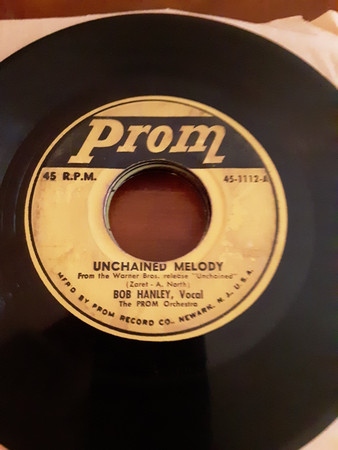 Prom
45 R.P.M.
45-1112-A
UNCHAINED MELODY
From the Warner Bros. release "Unchained"
(Zaret - A. North)
BOB HANLEY, Vocal
The PROM Orchestra
MFG BY PROM RECORD CO., NEWARK, N. J., U.S.A.